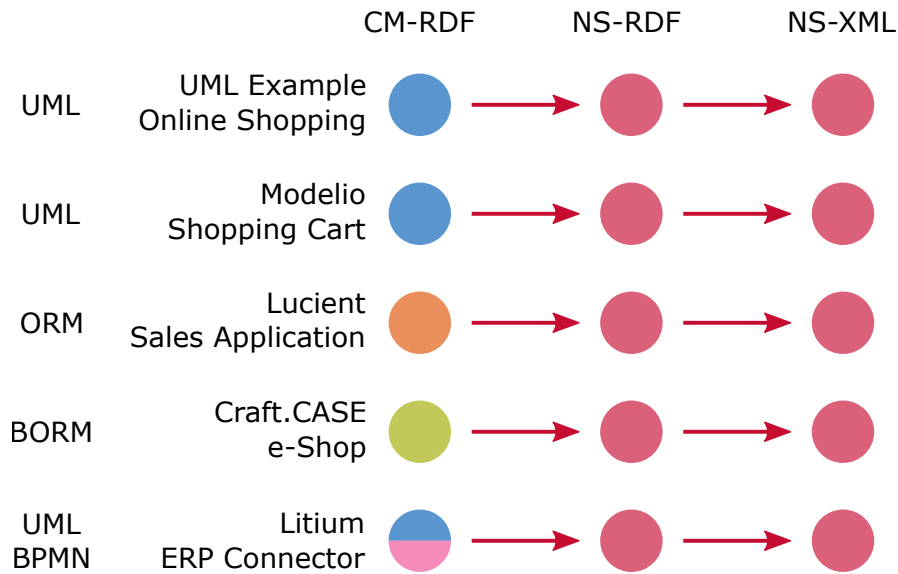 CM-RDF NS-RDF NS-XML
UML UML Example
Online Shopping
UML Modelio
Shopping Cart
ORM Lucient
Sales Application
BORM Craft.CASE
e-Shop
UML Litium
BPMN ERP Connector